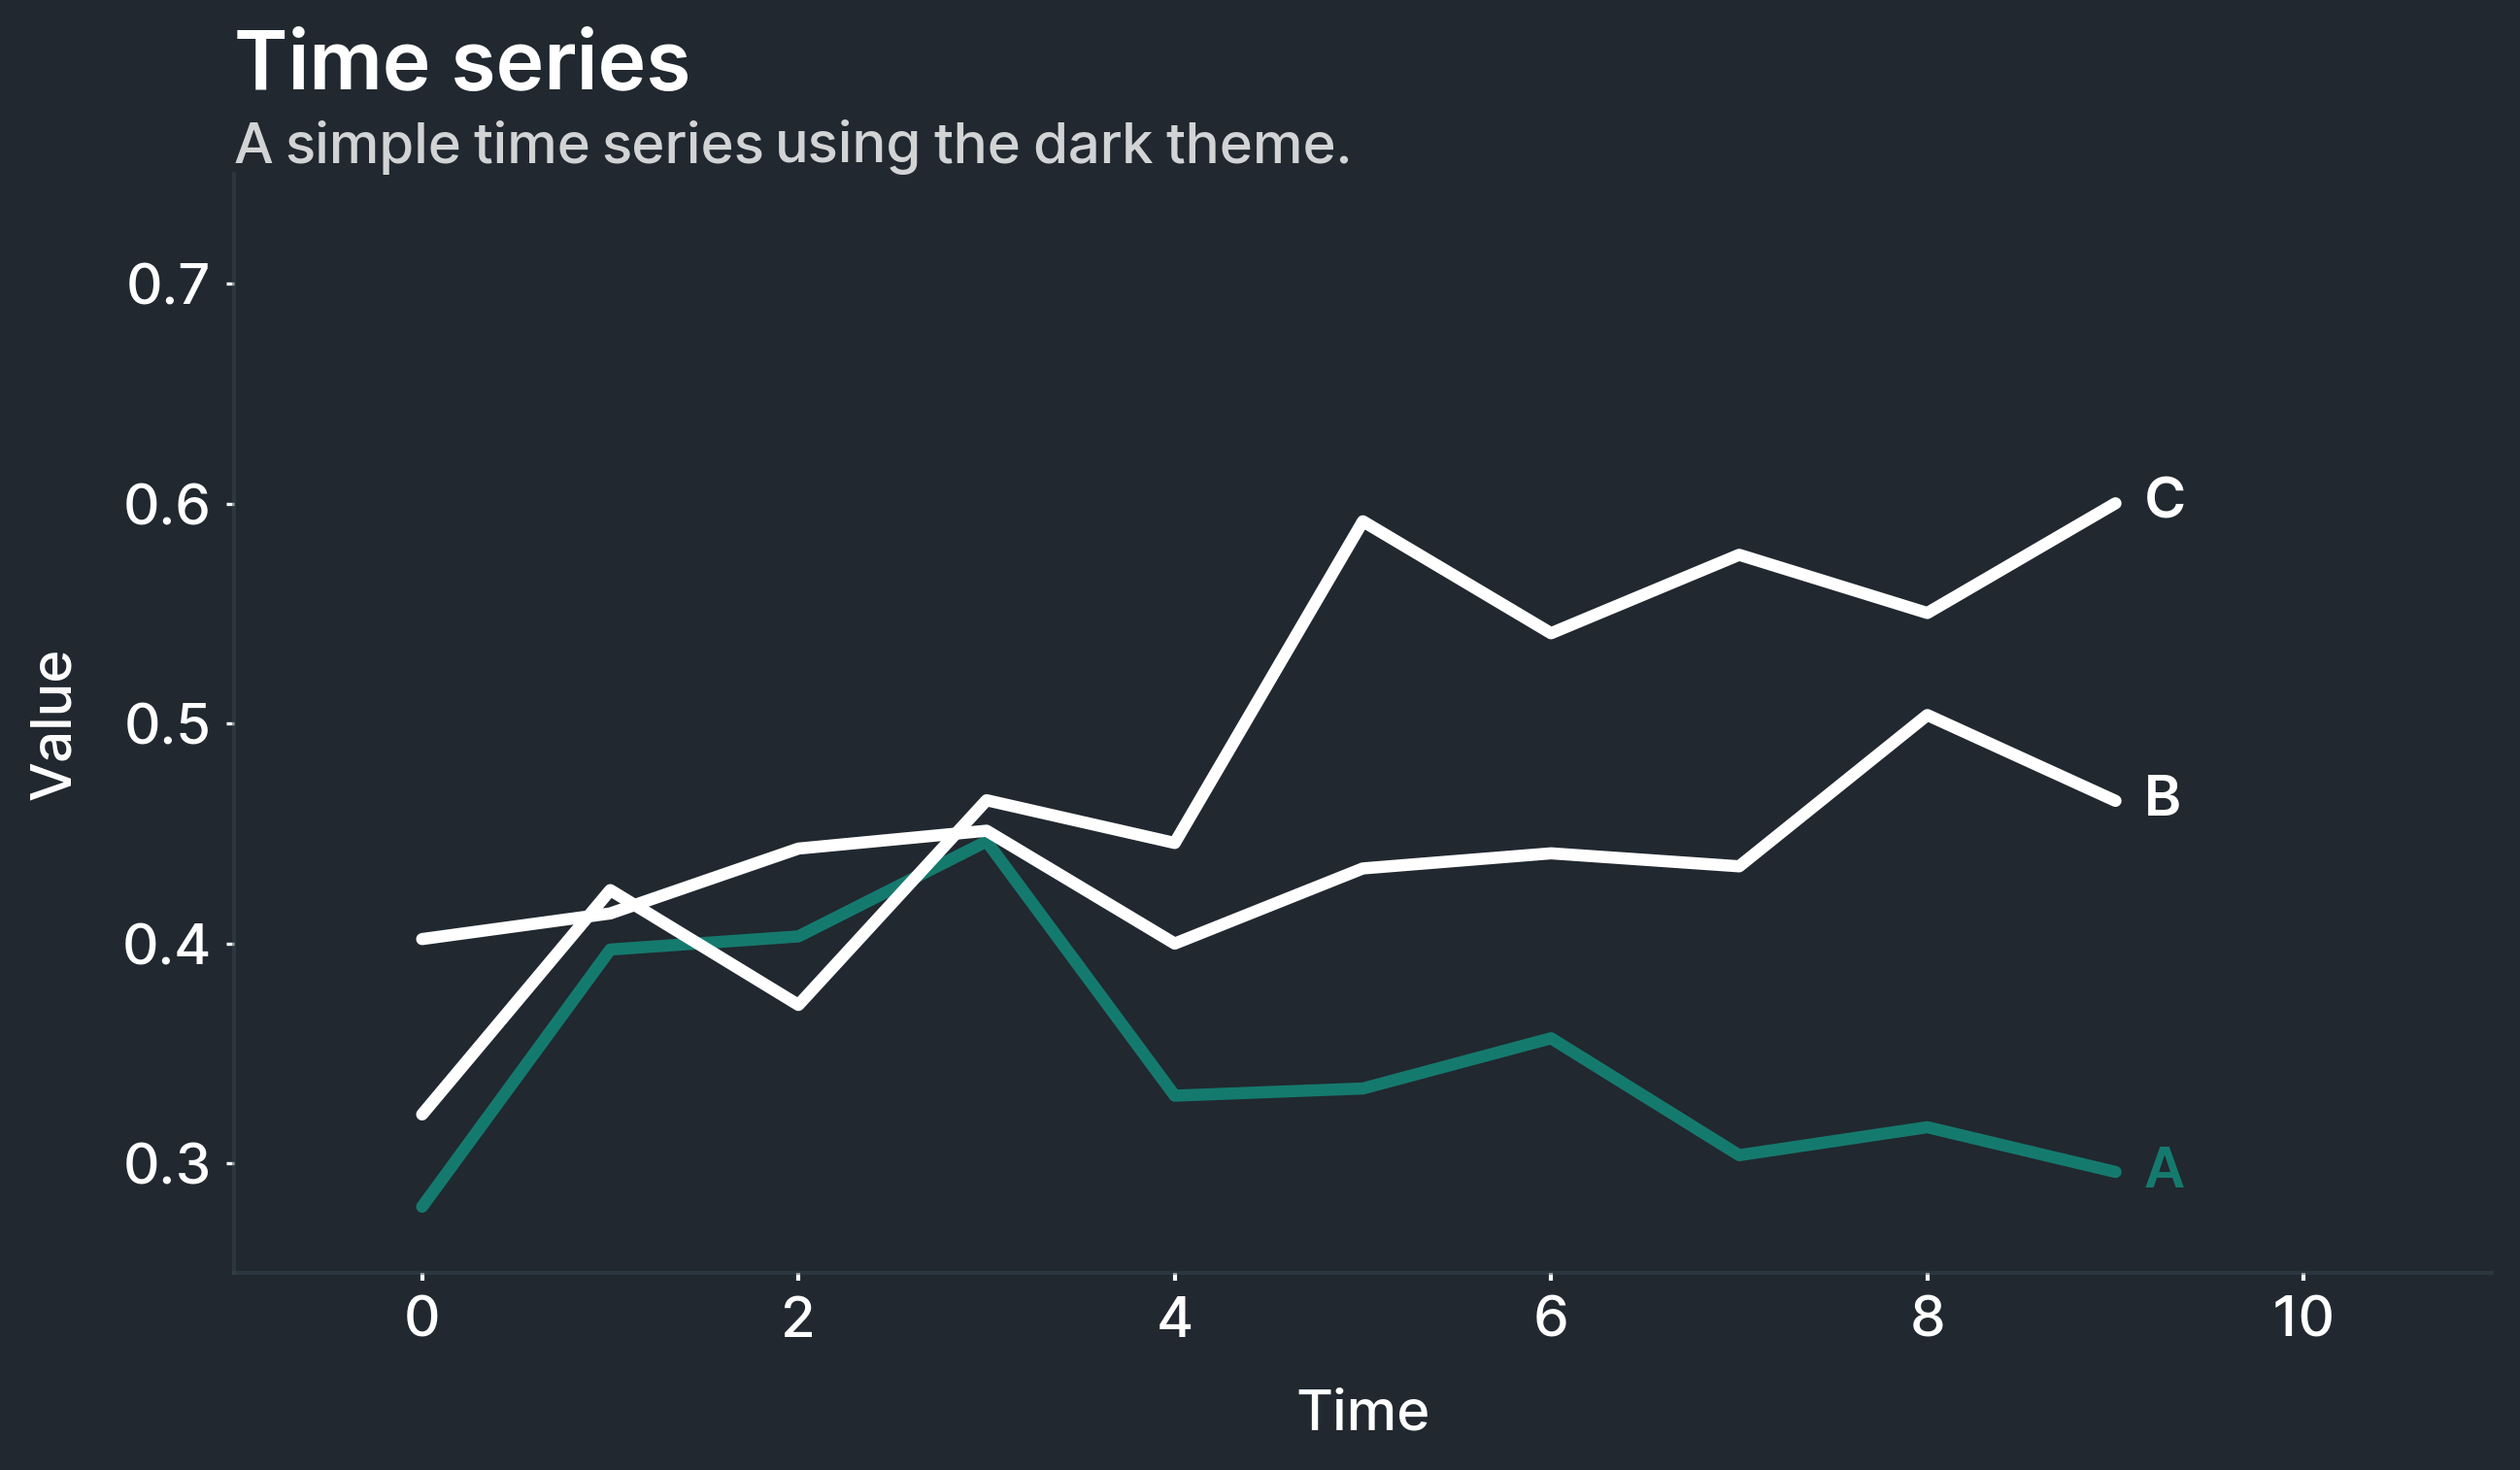 Time series
A simple time series using the dark theme.
0.7
0.6
0.5
0.4
0.3
Value
C
B
A
0 2 4 6 8 10
Time